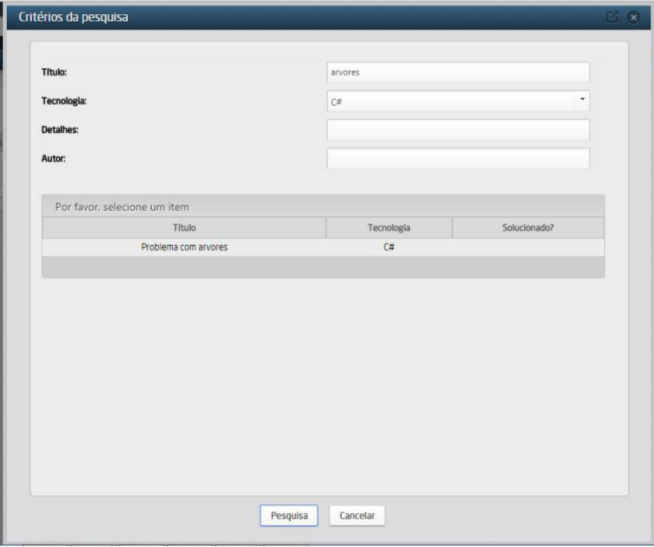 Critérios da pesquisa
Título: arvores
Tecnologia: C#
Detalhes:
Autor:
Por favor, selecione um item
Título Tecnologia Solucionado?
Problema com arvores C#
Pesquisa Cancelar